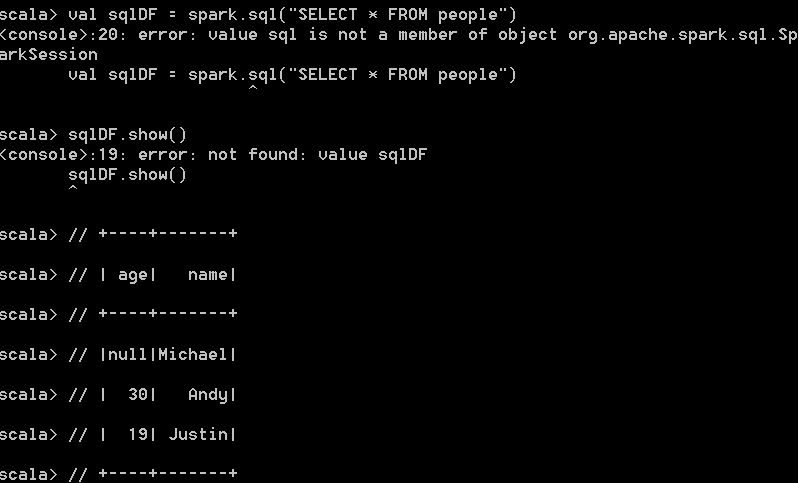 scala> val sqlDF = spark.sql("SELECT * FROM people")
<console>:20: error: value sql is not a member of object org.apache.spark.sql.Sp
arkSession
       val sqlDF = spark.sql("SELECT * FROM people")
                         ^
scala> sqlDF.show()
<console>:19: error: not found: value sqlDF
       sqlDF.show()
       ^
scala> // +----+-------+
scala> // | age|   name|
scala> // +----+-------+
scala> // |null|Michael|
scala> // |  30|   Andy|
scala> // |  19| Justin|
scala> // +----+-------+